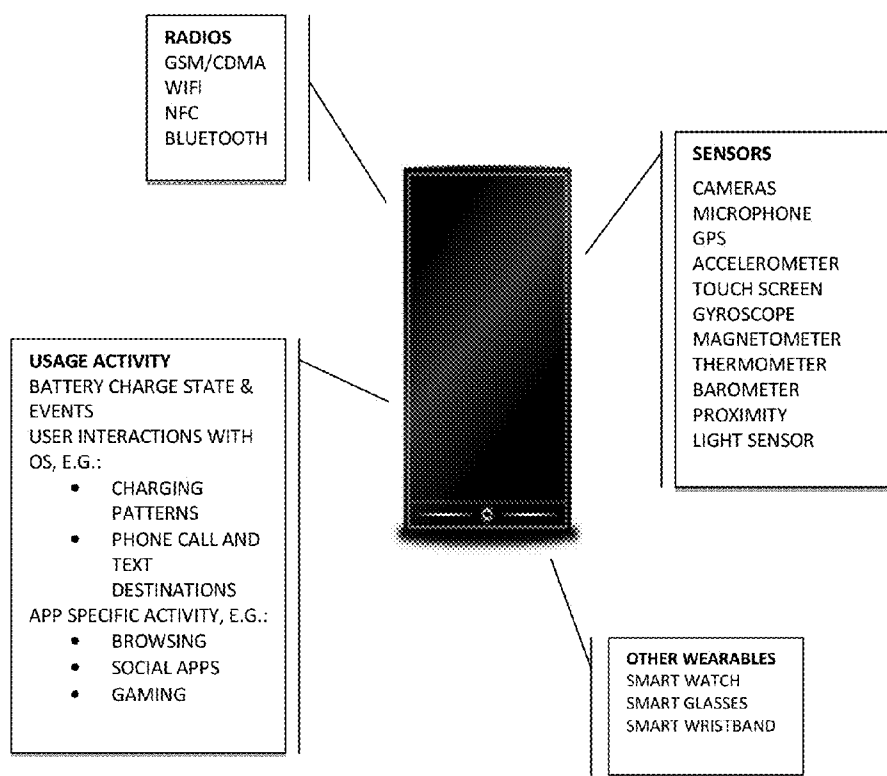 RADIOS
GSM/CDMA
WIFI
NFC
BLUETOOTH
SENSORS
CAMERAS
MICROPHONE
GPS
ACCELEROMETER
TOUCH SCREEN
GYROSCOPE
MAGNETOMETER
THERMOMETER
BAROMETER
PROXIMITY
LIGHT SENSOR
USAGE ACTIVITY
BATTERY CHARGE STATE &
EVENTS
USER INTERACTIONS WITH
OS, E.G.:
• CHARGING
PATTERNS
• PHONE CALL AND
TEXT
DESTINATIONS
APP SPECIFIC ACTIVITY, E.G.:
• BROWSING
• SOCIAL APPS
• GAMING
OTHER WEARABLES
SMART WATCH
SMART GLASSES
SMART WRISTBAND